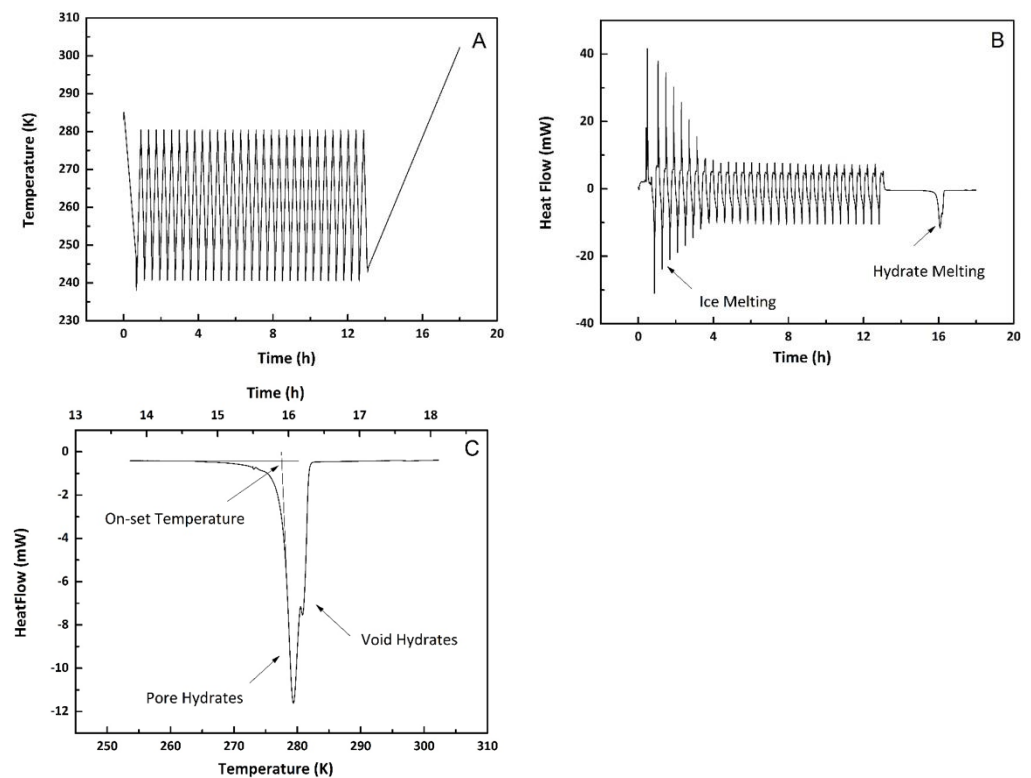 A
310
300
290
280
270
260
250
240
230
Temperature (K)
0 4 8 12 16 20
Time (h)
B
40
20
0
-20
-40
Heat Flow (mW)
Ice Melting
Hydrate Melting
0 4 8 12 16 20
Time (h)
Time (h)
13 14 15 16 17 18
C
0
-2
-4
-6
-8
-10
-12
HeatFlow (mW)
On-set Temperature
Void Hydrates
Pore Hydrates
250 260 270 280 290 300 310
Temperature (K)